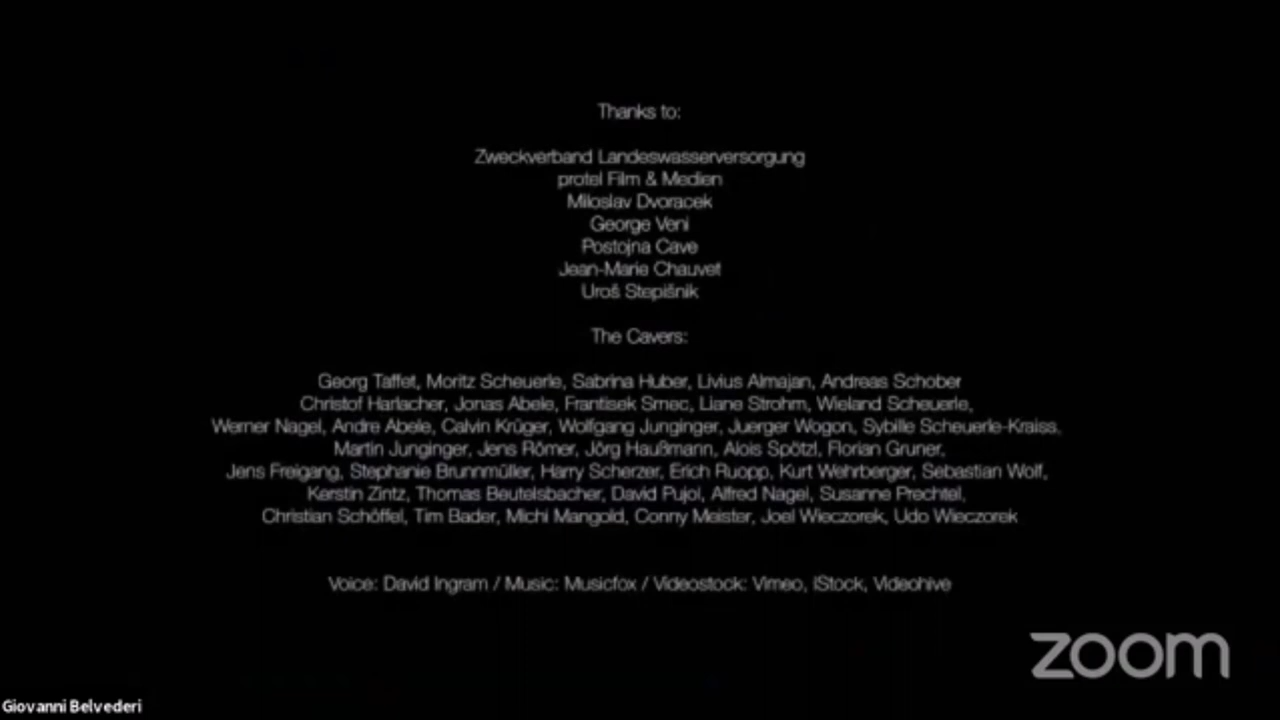 Thanks to:
Zweckverband Landeswasserversorgung
protel Film & Medien
Miloslav Dvoracek
George Veni
Postojna Cave
Jean-Marie Chauvet
Uroš Stepišnik
The Cavers:
Georg Taffet, Moritz Scheuerle, Sabrina Huber, Livius Almajan, Andreas Schober
Christof Harlacher, Jonas Abele, Frantisek Smec, Liane Strohm, Wieland Scheuerle,
Werner Nagel, Andre Abele, Calvin Krüger, Wolfgang Junginger, Juerger Wogon, Sybille Scheuerle-Kraiss,
Martin Junginger, Jens Römer, Jörg Haußmann, Alois Spötzl, Florian Gruner,
Jens Freigang, Stephanie Brunnmüller, Harry Scherzer, Erich Ruopp, Kurt Wehrberger, Sebastian Wolf,
Kerstin Zintz, Thomas Beutelsbacher, David Pujol, Alfred Nagel, Susanne Prechtel,
Christian Schöffel, Tim Bader, Michi Mangold, Conny Meister, Joel Wieczorek, Udo Wieczorek
Voice: David Ingram / Music: Musicfox / Videostock: Vimeo, iStock, Videohive
zoom
Giovanni Belvederi